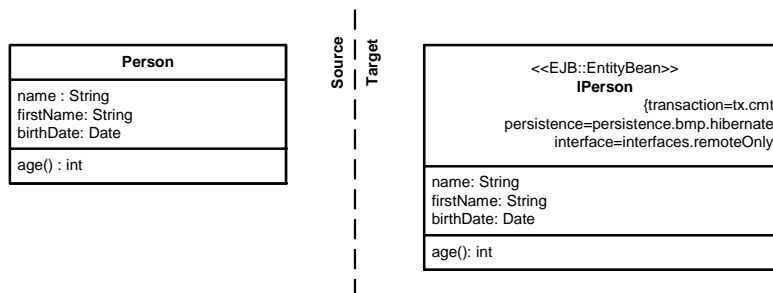 Person
name : String
firstName: String
birthDate: Date
age() : int
Source
Target
<<EJB::EntityBean>>
IPerson
{transaction=tx.cmt
persistence=persistence.bmp.hibernate
interface=interfaces.remoteOnly
name: String
firstName: String
birthDate: Date
age(): int